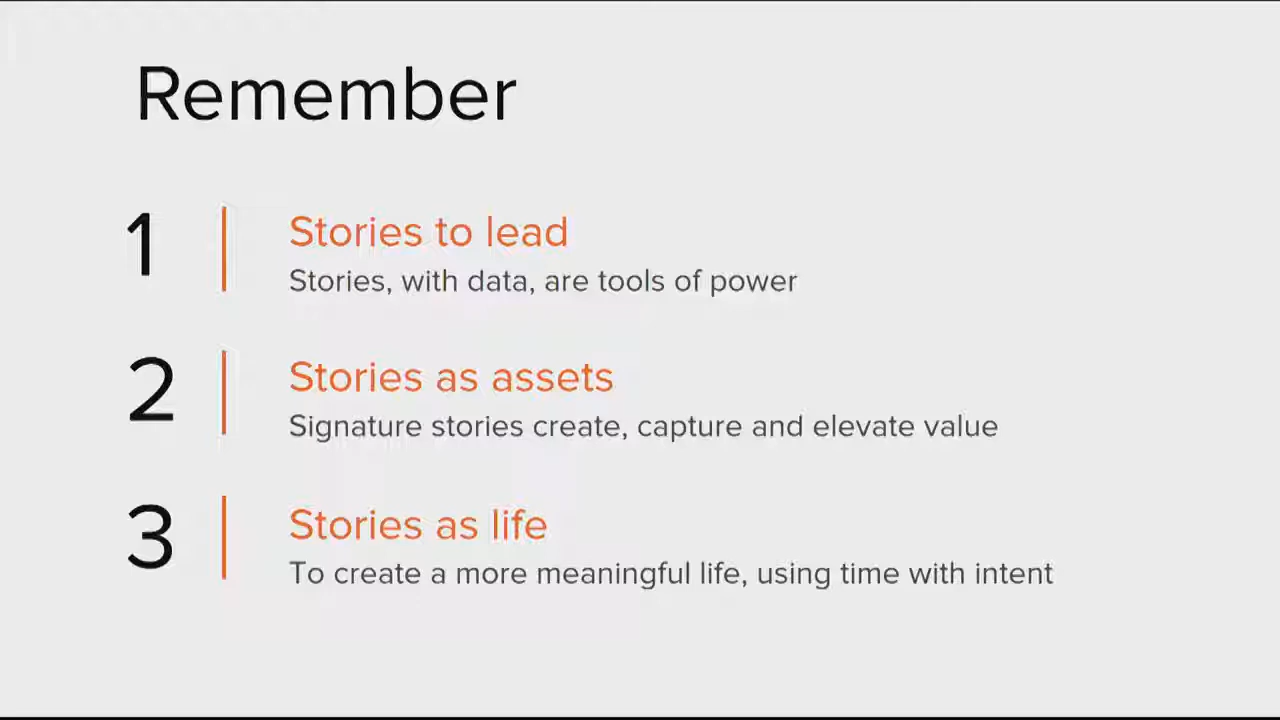 Remember
1
Stories to lead
Stories, with data, are tools of power
2
Stories as assets
Signature stories create, capture and elevate value
3
Stories as life
To create a more meaningful life, using time with intent